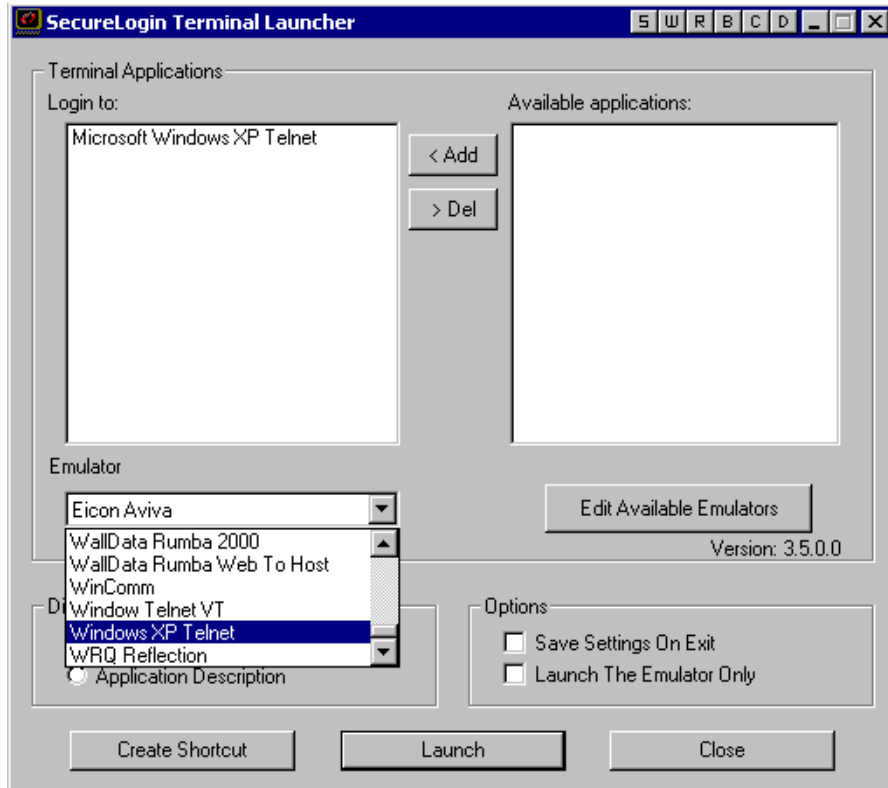 SecureLogin Terminal Launcher
S W R B C D
Terminal Applications
Login to:
Available applications:
Microsoft Windows XP Telnet
< Add
> Del
Emulator
Eicon Aviva
Edit Available Emulators
Version: 3.5.0.0
WallData Rumba 2000
WallData Rumba Web To Host
WinComm
Window Telnet VT
Windows XP Telnet
WRQ Reflection
Di
Application Description
Options
Save Settings On Exit
Launch The Emulator Only
Create Shortcut
Launch
Close